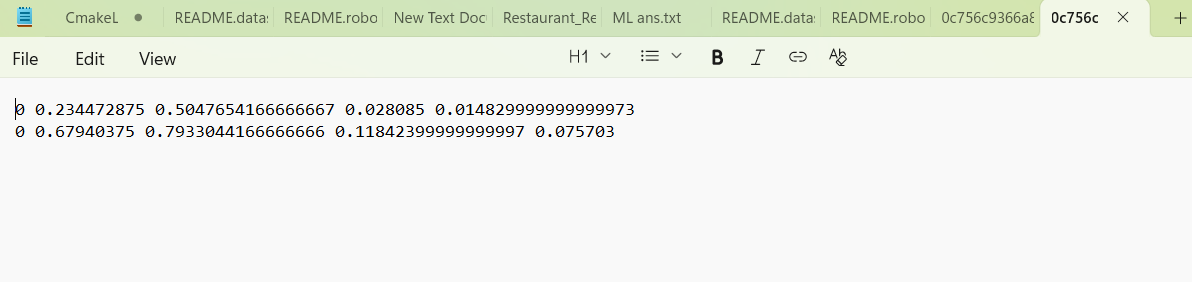 CmakeL
README.datas
README.robo
New Text Doc
Restaurant_Re
ML ans.txt
README.datas
README.robo
0c756c9366a8
0c756c
File
Edit
View
H1
B
I
0 0.234472875 0.5047654166666667 0.028085 0.014829999999999973
0 0.67940375 0.7933044166666666 0.11842399999999997 0.075703